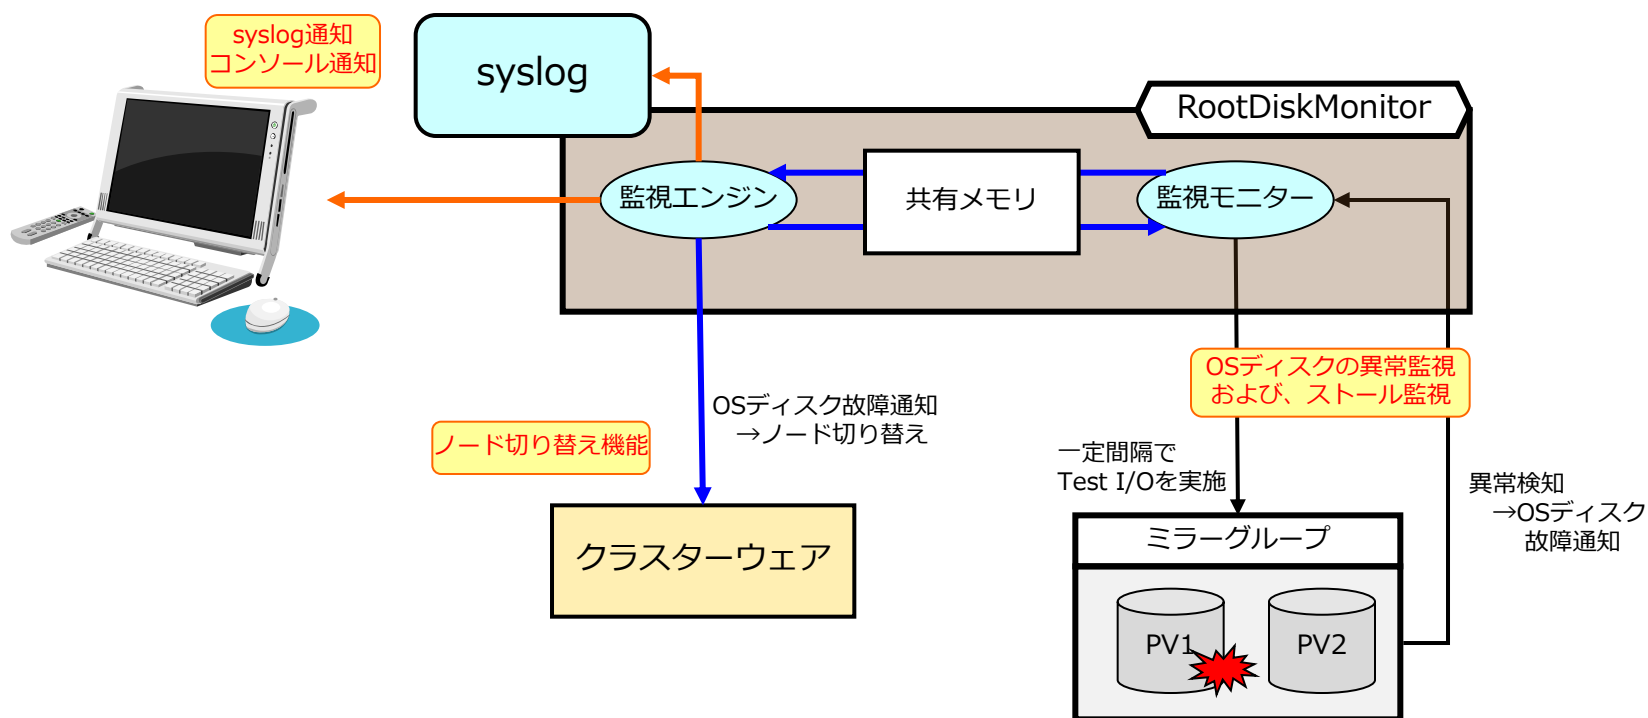 syslog通知
コンソール通知
syslog
RootDiskMonitor
監視エンジン
共有メモリ
監視モニター
OSディスクの異常監視
および、ストール監視
OSディスク故障通知
→ノード切り替え
ノード切り替え機能
一定間隔で
Test I/Oを実施
異常検知
→OSディスク
故障通知
クラスターウェア
ミラーグループ
PV1
PV2